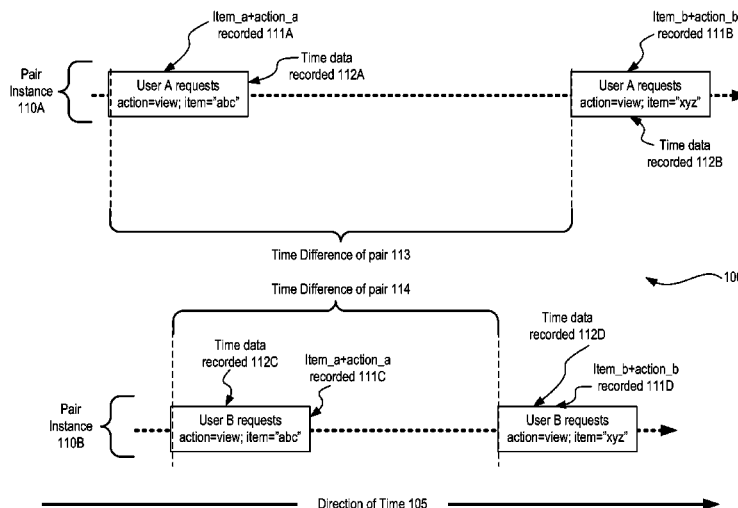 Item_a+action_a
recorded 111A
Time data
recorded 112A
Item_b+action_b
recorded 111B
Pair
Instance
110A
User A requests
action=view; item="abc"
User A requests
action=view; item="xyz"
Time data
recorded 112B
Time Difference of pair 113
Time Difference of pair 114
Time data
recorded 112C
Item_a+action_a
recorded 111C
Time data
recorded 112D
Item_b+action_b
recorded 111D
Pair
Instance
110B
User B requests
action=view; item="abc"
User B requests
action=view; item="xyz"
Direction of Time 105